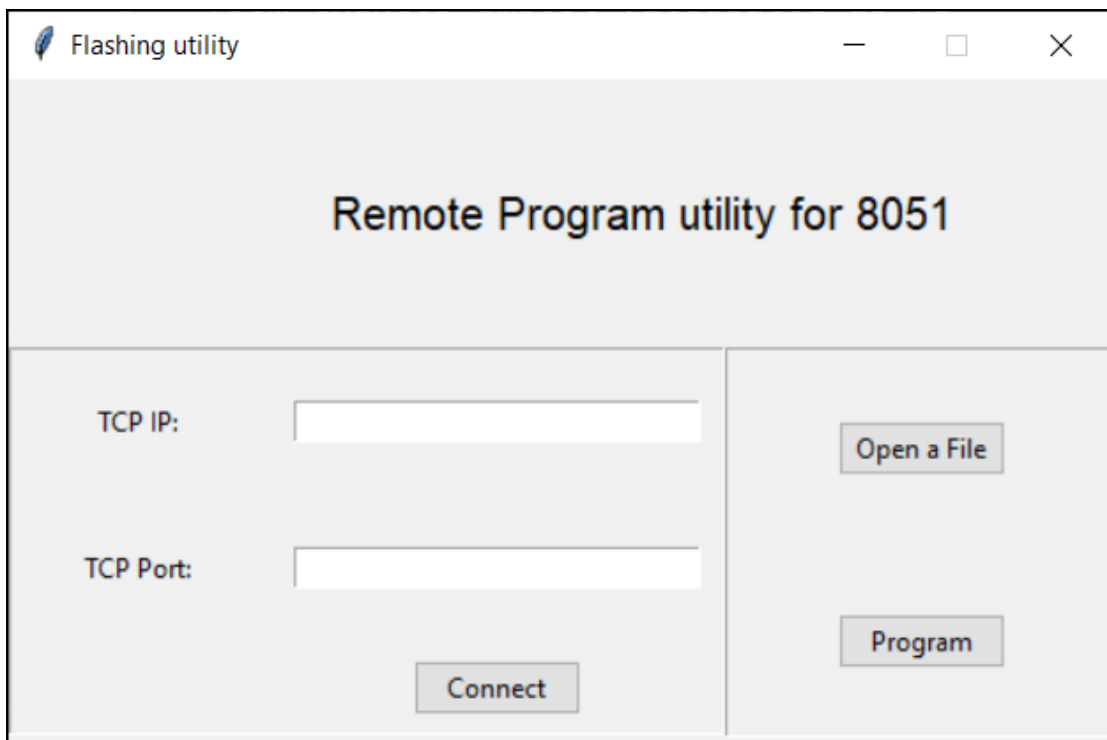 Flashing utility
Remote Program utility for 8051
TCP IP:
Open a File
TCP Port:
Program
Connect